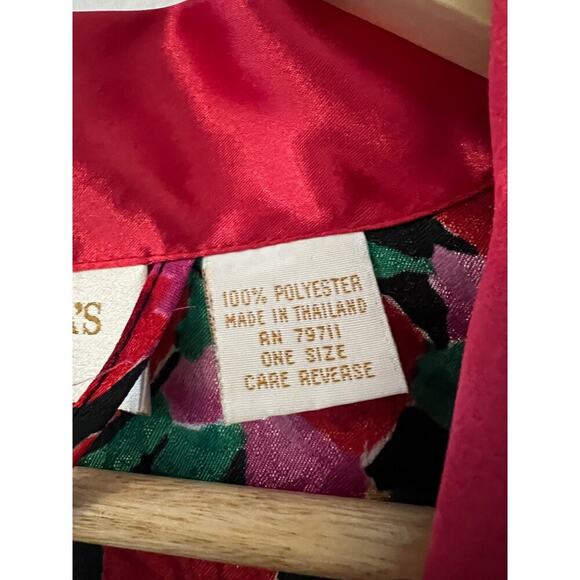 'S
100% POLYESTER
MADE IN THAILAND
RN 79711
ONE SIZE
CARE REVERSE